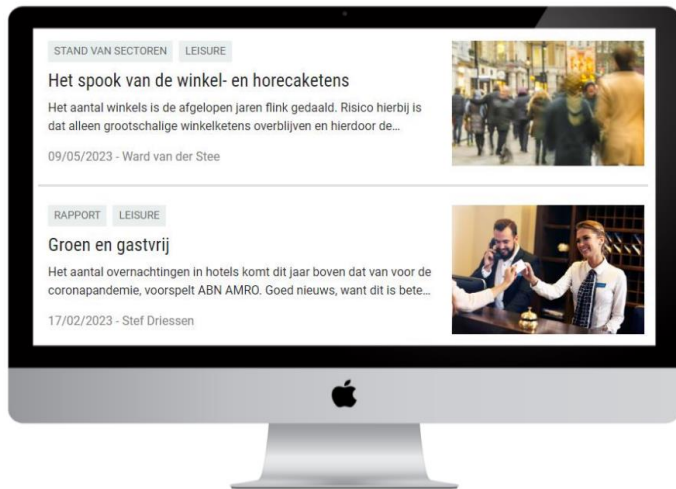 STAND VAN SECTOREN LEISURE
Het spook van de winkel- en horecaketens
Het aantal winkels is de afgelopen jaren flink gedaald. Risico hierbij is
dat alleen grootschalige winkelketens overblijven en hierdoor de...
09/05/2023 - Ward van der Stee
RAPPORT LEISURE
Groen en gastvrij
Het aantal overnachtingen in hotels komt dit jaar boven dat van voor de
coronapandemie, voorspelt ABN AMRO. Goed nieuws, want dit is bete...
17/02/2023 - Stef Driessen